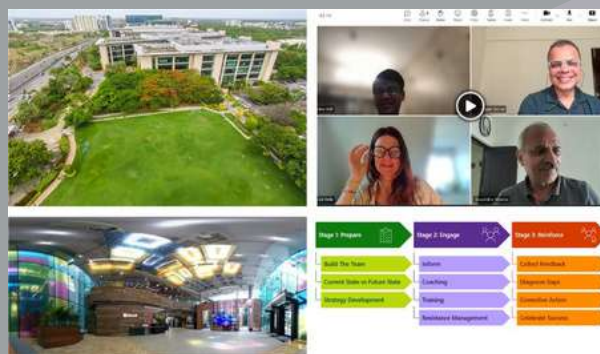 Stage 1: Prepare
Build The Team
Current State vs Future State
Strategy Development
Stage 2: Engage
Inform
Coaching
Training
Resistance Management
Stage 3: Reinforce
Collect Feedback
Diagnose Gaps
Corrective Action
Celebrate Success